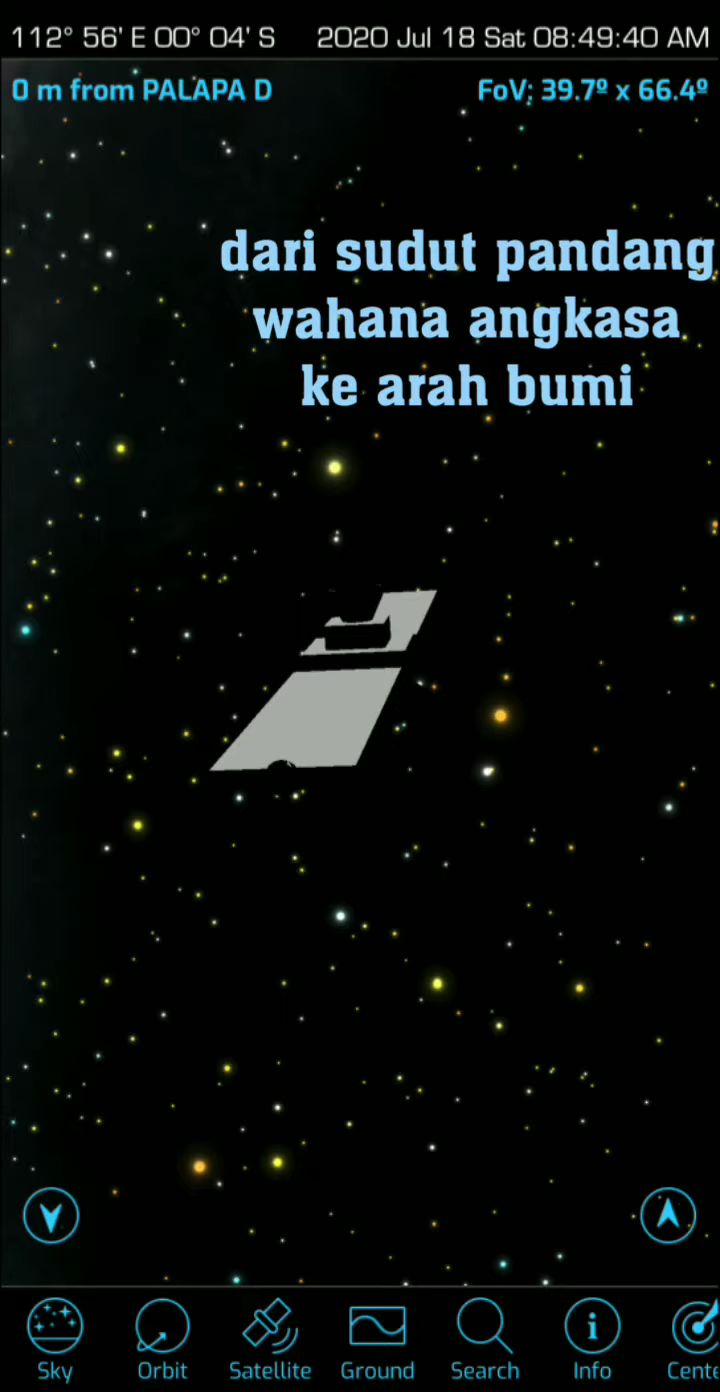 112° 56' E 00° 04' S 2020 Jul 18 Sat 08:49:40 AM
0 m from PALAPA D FoV: 39.7º x 66.4º
dari sudut pandang
wahana angkasa
ke arah bumi
Sky Orbit Satellite Ground Search Info Cente